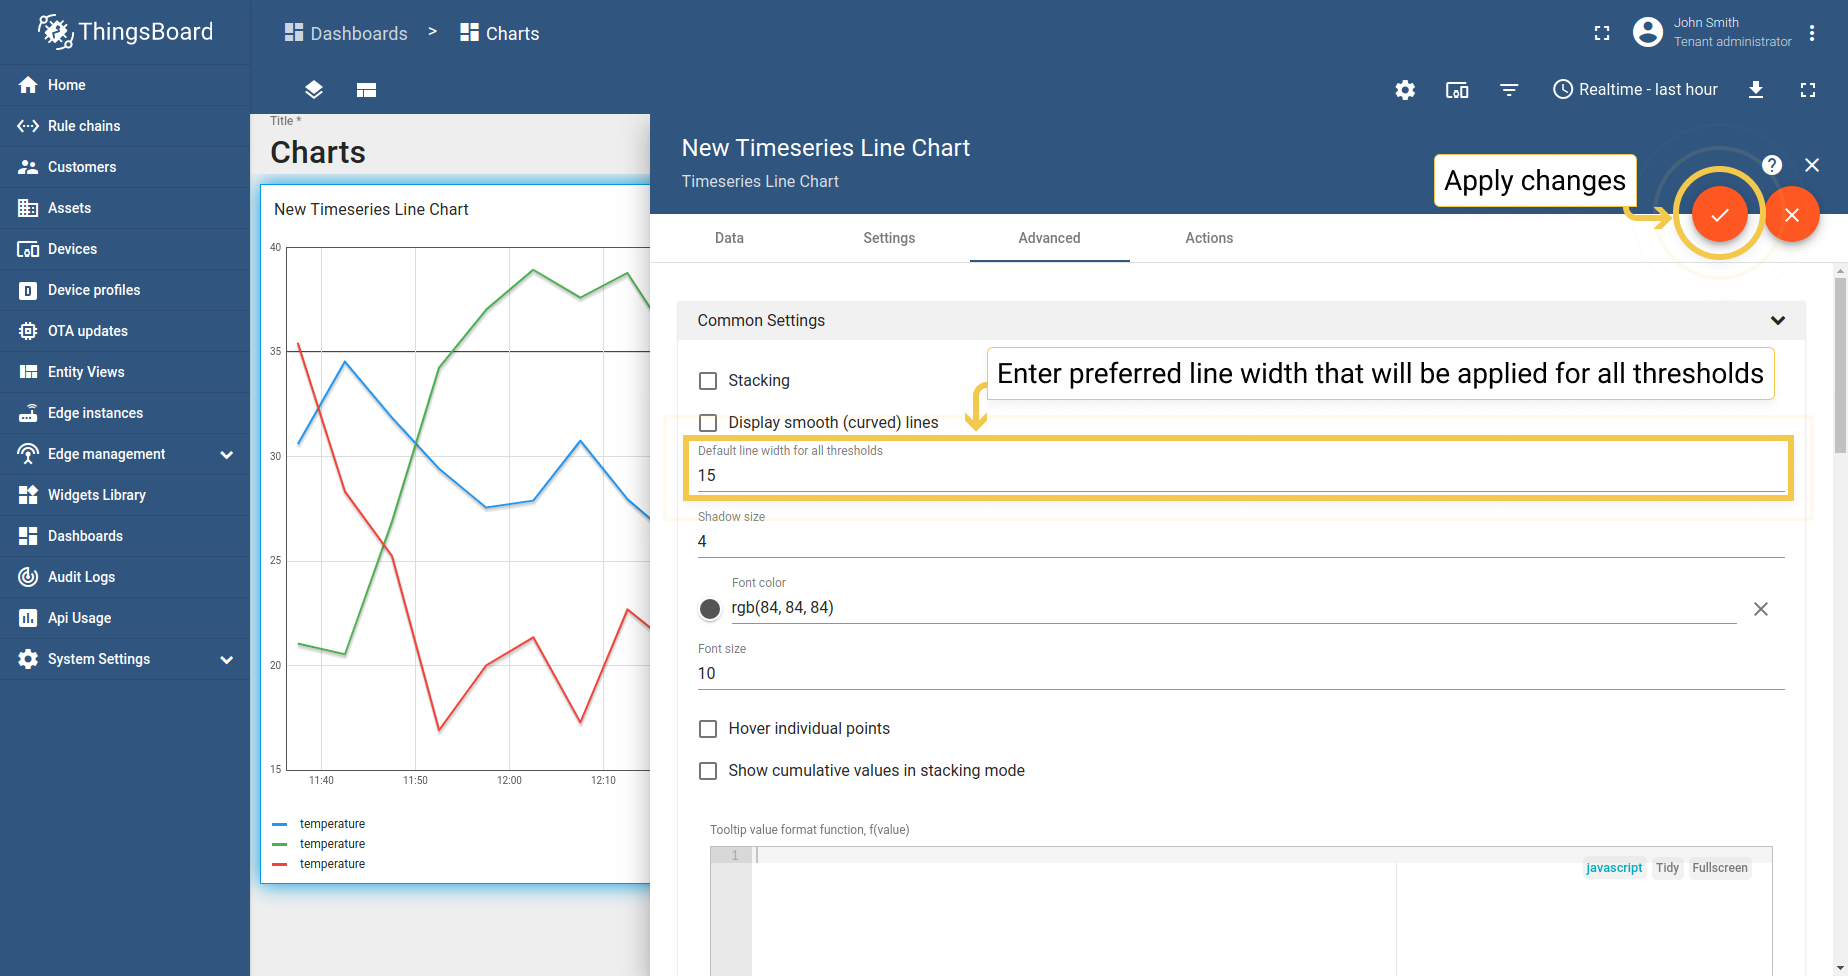 ThingsBoard
Dashboards > Charts
John Smith
Tenant administrator
Home
Rule chains
Customers
Assets
Devices
Device profiles
OTA updates
Entity Views
Edge instances
Edge management
Widgets Library
Dashboards
Audit Logs
Api Usage
System Settings
Realtime - last hour
Title *
Charts
New Timeseries Line Chart
40
35
30
25
20
15
11:40 11:50 12:00 12:10
temperature
temperature
temperature
New Timeseries Line Chart
Timeseries Line Chart
Apply changes
Data Settings Advanced Actions
Common Settings
Stacking
Enter preferred line width that will be applied for all thresholds
Display smooth (curved) lines
Default line width for all thresholds
15
Shadow size
4
Font color
rgb(84, 84, 84)
Font size
10
Hover individual points
Show cumulative values in stacking mode
Tooltip value format function, f(value)
1
javascript Tidy Fullscreen